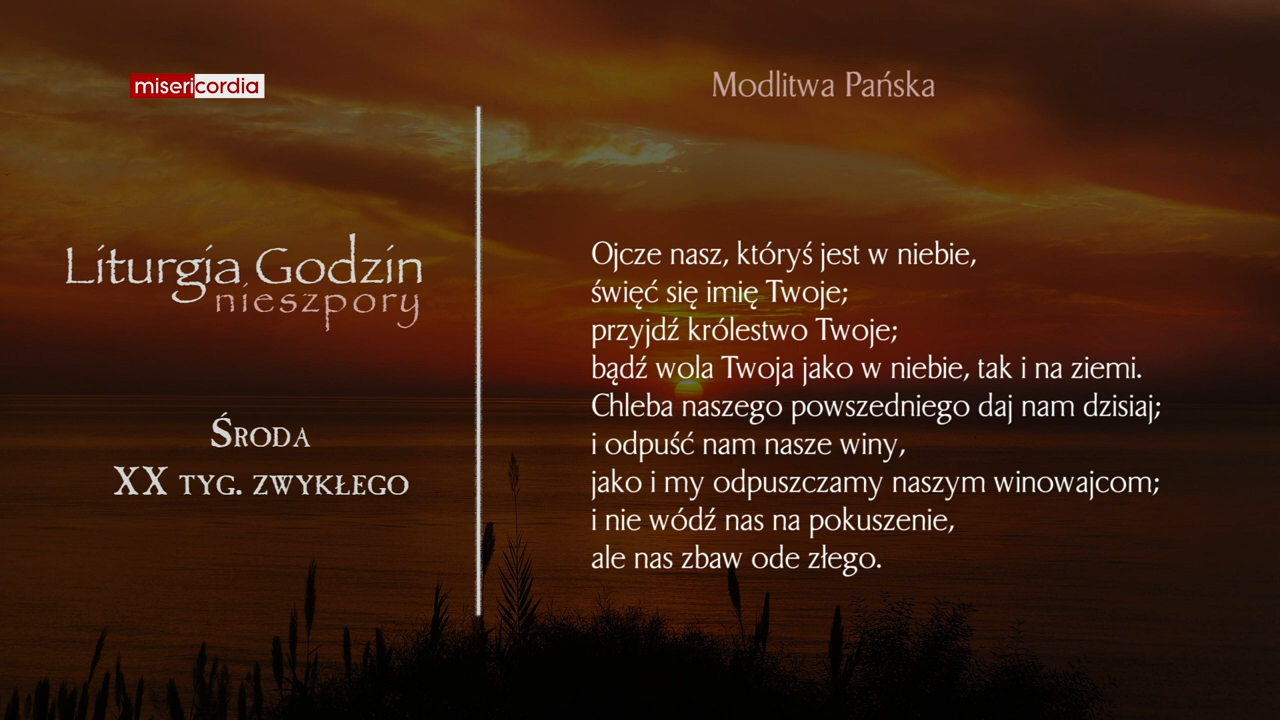 misericordia
Liturgia Godzin
nieszpory
Środa
XX tyg. zwykłego
Modlitwa Pańska
Ojcze nasz, któryś jest w niebie,
święć się imię Twoje;
przyjdź królestwo Twoje;
bądź wola Twoja jako w niebie, tak i na ziemi.
Chleba naszego powszedniego daj nam dzisiaj;
i odpuść nam nasze winy,
jako i my odpuszczamy naszym winowajcom;
i nie wódź nas na pokuszenie,
ale nas zbaw ode złego.